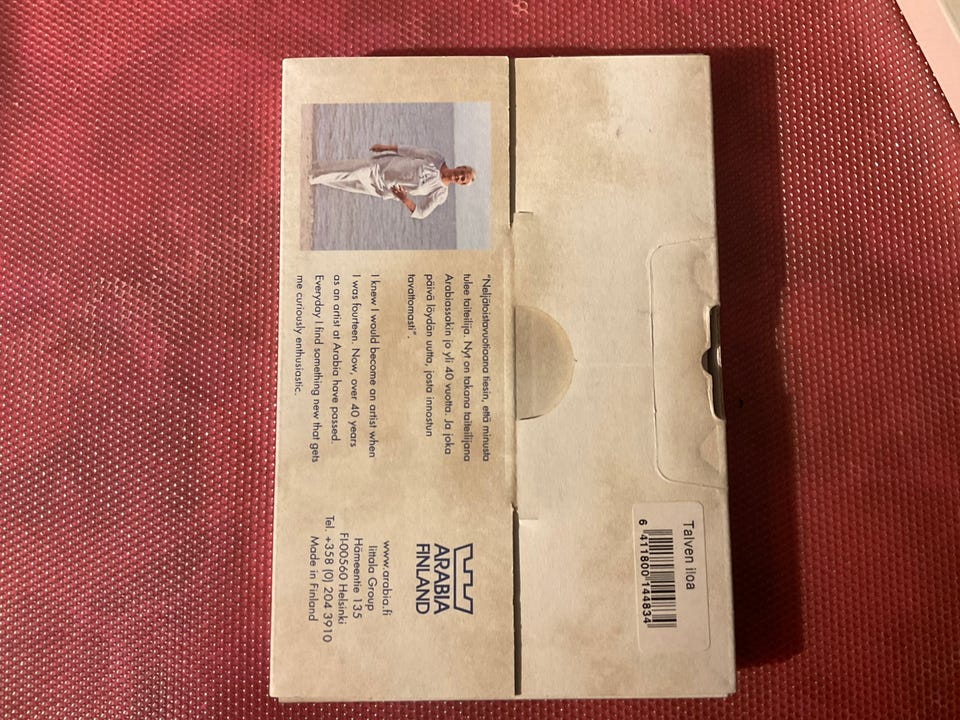 "Neljätoistavuotiaana tiesin, että minusta
tulee taiteilija. Nyt on takana taiteilijana
Arabiassakin jo yli 40 vuotta. Ja joka
päivä löydän uutta, josta innostun
tavattomasti".
I knew I would become an artist when
I was fourteen. Now, over 40 years
as an artist at Arabia have passed.
Everyday I find something new that gets
me curiously enthusiastic.
ARABIA
FINLAND
www.arabia.fi
Iittala Group
Hämeentie 135
FI-00560 Helsinki
Tel. +358 (0) 204 3910
Made in Finland
Talven iloa
6 411800 144834